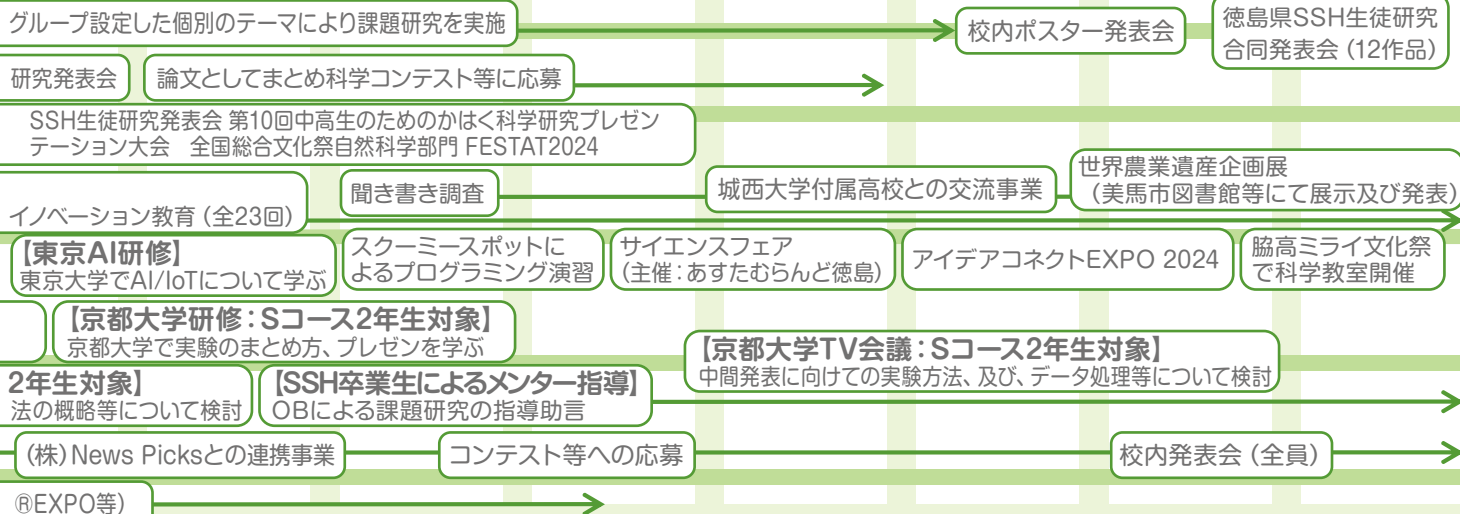 グループ設定した個別のテーマにより課題研究を実施
校内ポスター発表会
徳島県SSH生徒研究
合同発表会（12作品）
研究発表会
論文としてまとめ科学コンテスト等に応募
SSH生徒研究発表会 第10回中高生のためのかはく科学研究プレゼン
テーション大会　全国総合文化祭自然科学部門 FESTAT2024
イノベーション教育（全23回）
聞き書き調査
城西大学付属高校との交流事業
世界農業遺産企画展
（美馬市図書館等にて展示及び発表）
【東京AI研修】
東京大学でAI/IoTについて学ぶ
スクーミースポットに
よるプログラミング演習
サイエンスフェア
（主催：あすたむらんど徳島）
アイデアコネクトEXPO 2024
脇高ミライ文化祭
で科学教室開催
【京都大学研修：Sコース2年生対象】
京都大学で実験のまとめ方、プレゼンを学ぶ
【京都大学TV会議：Sコース2年生対象】
中間発表に向けての実験方法、及び、データ処理等について検討
2年生対象】
法の概略等について検討
【SSH卒業生によるメンター指導】
OBによる課題研究の指導助言
（株）News Picksとの連携事業
コンテスト等への応募
校内発表会（全員）
®EXPO等）